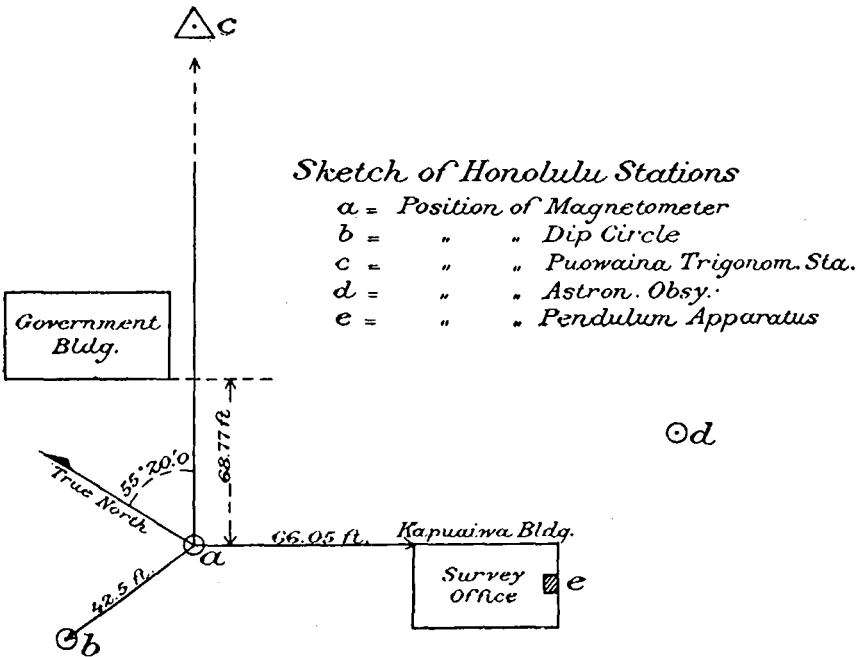 c
Sketch of Honolulu Stations
a = Position of Magnetometer
b = " " Dip Circle
c = " " Puowaina Trigonom. Sta.
d = " " Astron. Obsy.
e = " " Pendulum Apparatus
Government
Bldg.
68.77 ft
d
55°20'.0
True North
66.05 ft.
Kapuaiwa Bldg.
a
Survey
Office
e
42.5 ft.
b